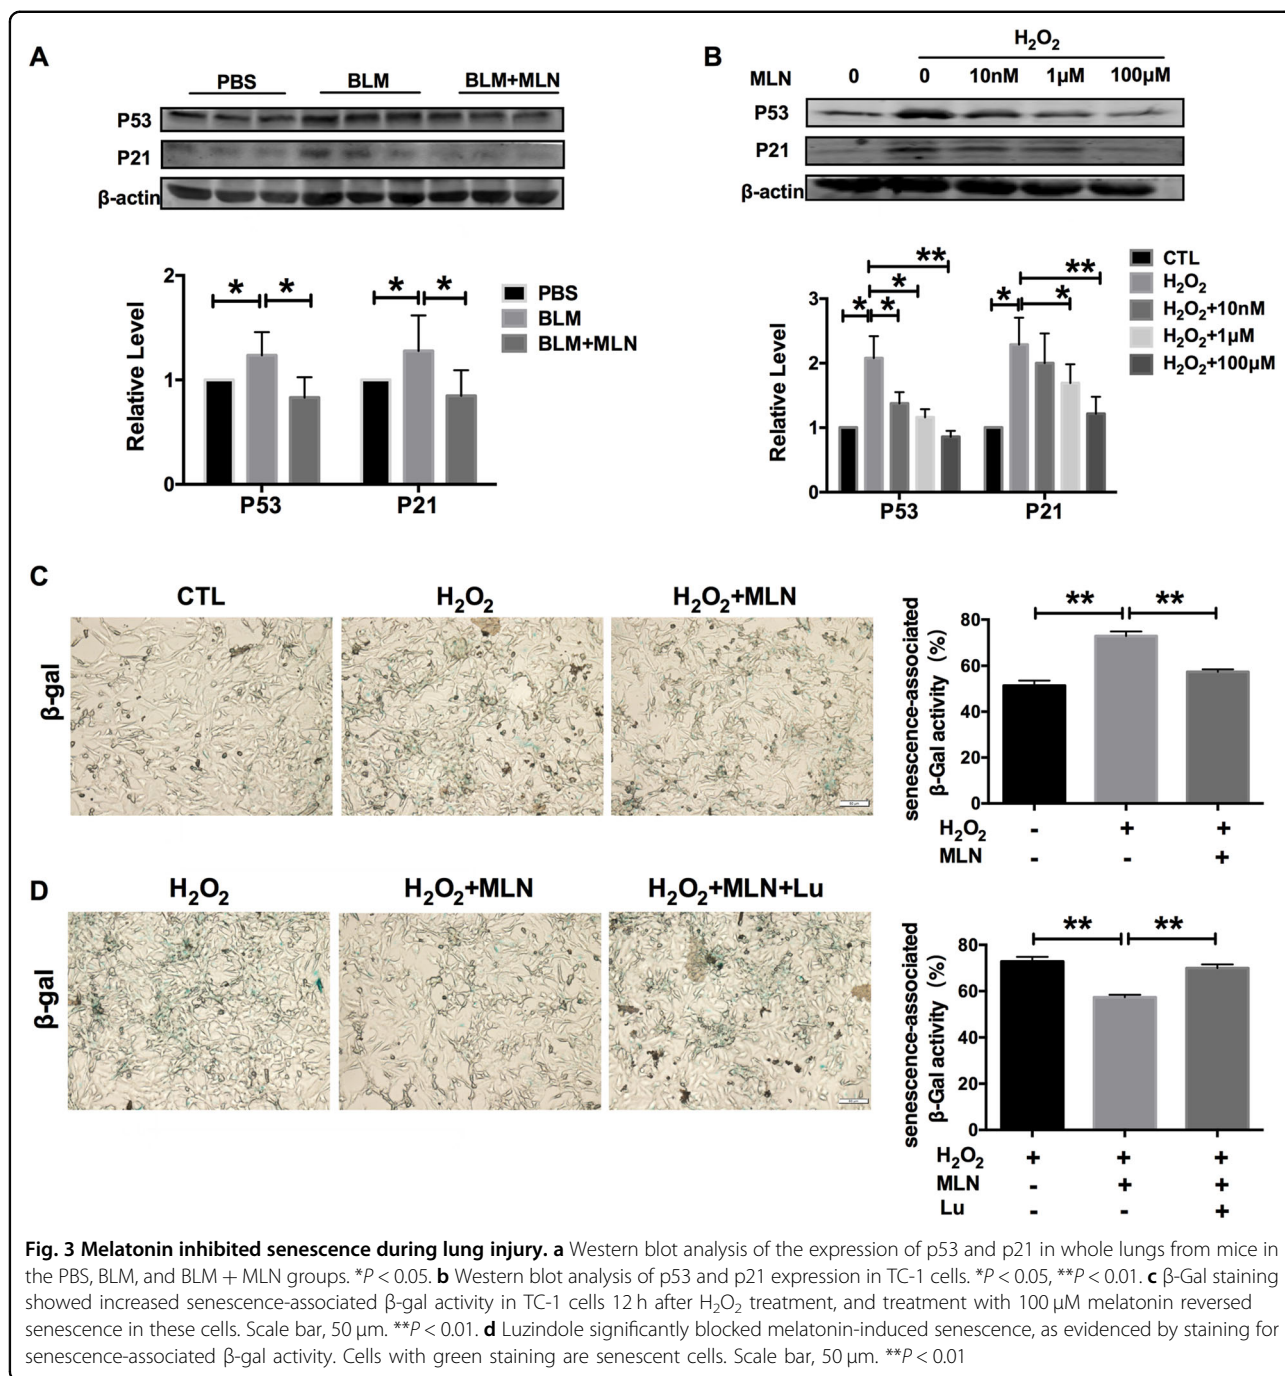 A
PBS BLM BLM+MLN
P53
P21
β-actin
2
1
0
Relative Level
* * * *
PBS
BLM
BLM+MLN
P53 P21
B
H₂O₂
MLN 0 0 10nM 1μM 100μM
P53
P21
β-actin
3
2
1
0
Relative Level
** **
* *
* * *
CTL
H₂O₂
H₂O₂+10nM
H₂O₂+1μM
H₂O₂+100μM
P53 P21
C
CTL H₂O₂ H₂O₂+MLN
β-gal
senescence-associated
β-Gal activity (%)
80
60
40
20
0
** **
H₂O₂ - + +
MLN - - +
D
H₂O₂ H₂O₂+MLN H₂O₂+MLN+Lu
β-gal
senescence-associated
β-Gal activity (%)
80
60
40
20
0
** **
H₂O₂ + + +
MLN - + +
Lu - - +
Fig. 3 Melatonin inhibited senescence during lung injury. a Western blot analysis of the expression of p53 and p21 in whole lungs from mice in
the PBS, BLM, and BLM + MLN groups. *P < 0.05. b Western blot analysis of p53 and p21 expression in TC-1 cells. *P < 0.05, **P < 0.01. c β-Gal staining
showed increased senescence-associated β-gal activity in TC-1 cells 12 h after H₂O₂ treatment, and treatment with 100 μM melatonin reversed
senescence in these cells. Scale bar, 50 μm. **P < 0.01. d Luzindole significantly blocked melatonin-induced senescence, as evidenced by staining for
senescence-associated β-gal activity. Cells with green staining are senescent cells. Scale bar, 50 μm. **P < 0.01